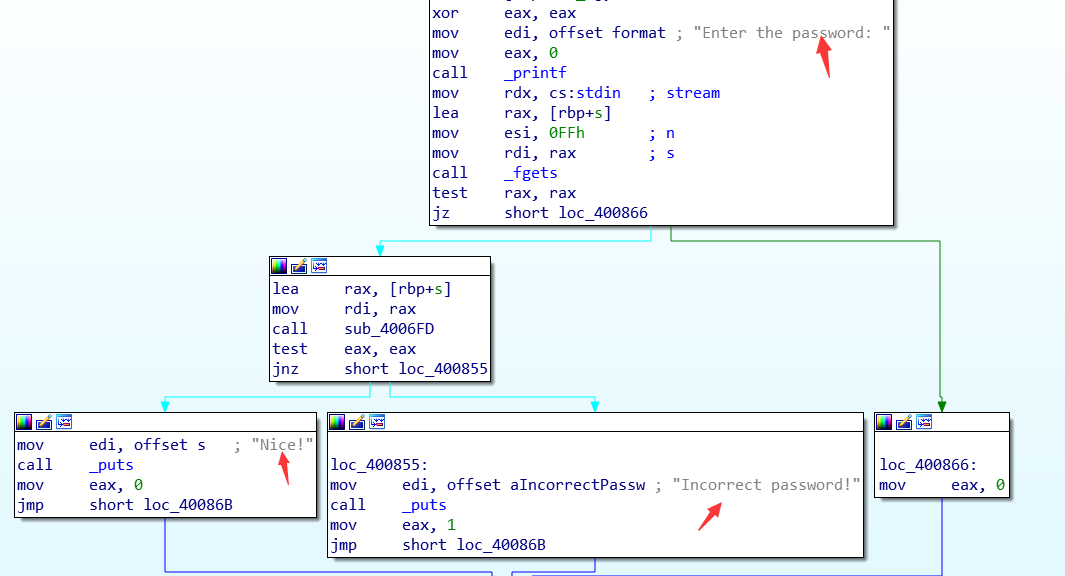 xor     eax, eax
mov     edi, offset format ; "Enter the password: "
mov     eax, 0
call    _printf
mov     rdx, cs:stdin   ; stream
lea     rax, [rbp+s]
mov     esi, 0FFh       ; n
mov     rdi, rax        ; s
call    _fgets
test    rax, rax
jz      short loc_400866
lea     rax, [rbp+s]
mov     rdi, rax
call    sub_4006FD
test    eax, eax
jnz     short loc_400855
mov     edi, offset s   ; "Nice!"
call    _puts
mov     eax, 0
jmp     short loc_40086B
loc_400855:
mov     edi, offset aIncorrectPassw ; "Incorrect password!"
call    _puts
mov     eax, 1
jmp     short loc_40086B
loc_400866:
mov     eax, 0